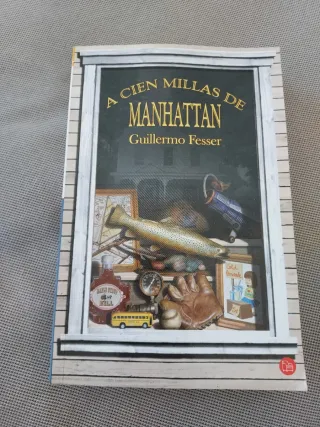 A CIEN MILLAS DE
MANHATTAN
Guillermo Fesser